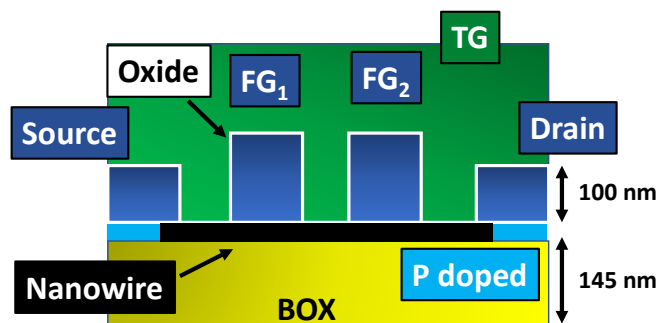 TG
Oxide
FG₁
FG₂
Source
Drain
100 nm
Nanowire
P doped
145 nm
BOX